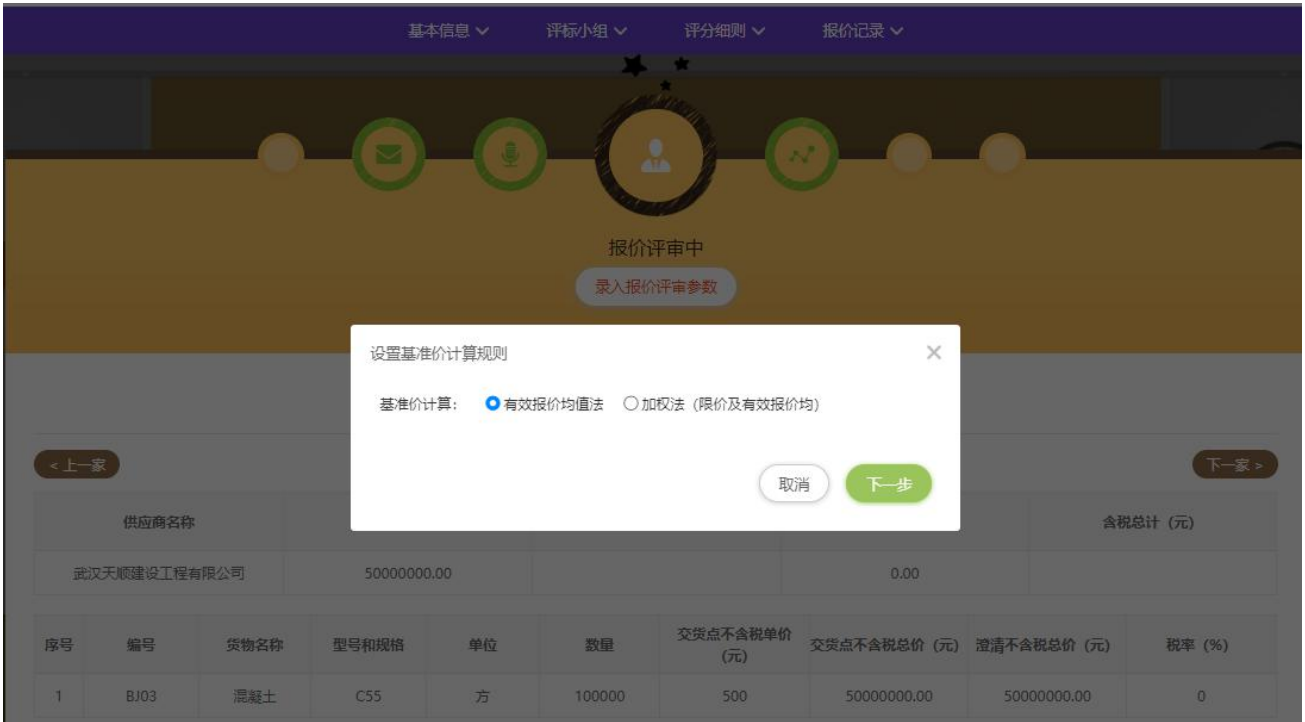 基本信息 评标小组 评分细则 报价记录
报价评审中
录入报价评审参数
设置基准价计算规则
基准价计算: 有效报价均值法 加权法（限价及有效报价均）
取消 下一步
< 上一家 下一家 >
供应商名称 含税总计（元）
武汉天顺建设工程有限公司 50000000.00 0.00
序号 编号 货物名称 型号和规格 单位 数量 交货点不含税单价（元） 交货点不含税总价（元） 澄清不含税总价（元） 税率（%）
1 BJ03 混凝土 C55 方 100000 500 50000000.00 50000000.00 0